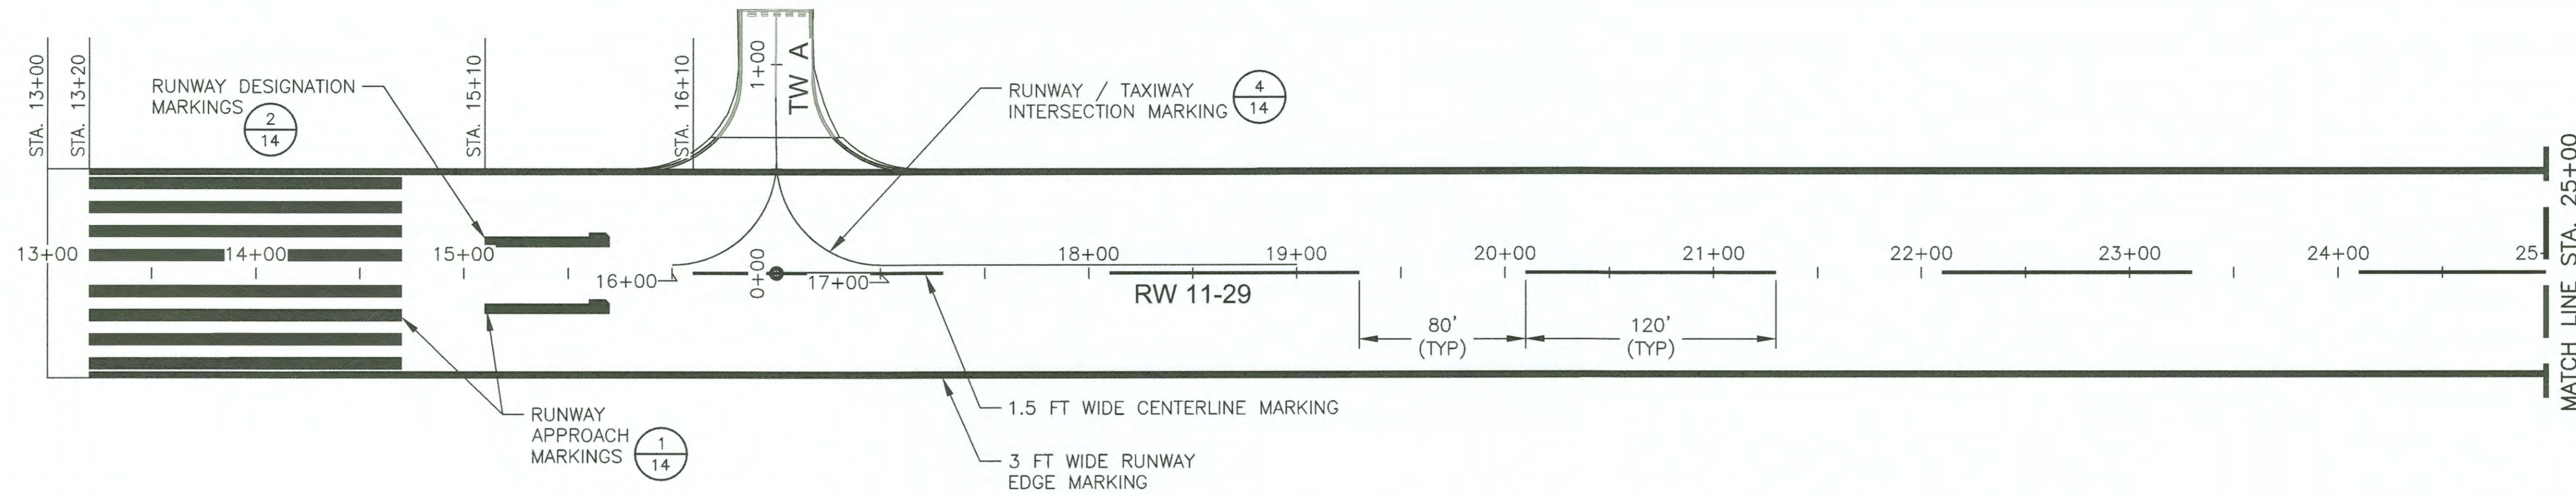 STA. 13+00
STA. 13+20
STA. 15+10
STA. 16+10
1+00
TW A
RUNWAY DESIGNATION
MARKINGS
2
14
RUNWAY / TAXIWAY
INTERSECTION MARKING
4
14
13+00
14+00
15+00
16+00
0+00
17+00
18+00
19+00
20+00
21+00
22+00
23+00
24+00
25+
RW 11-29
80'
(TYP)
120'
(TYP)
MATCH LINE STA. 25+00
RUNWAY
APPROACH
MARKINGS
1
14
1.5 FT WIDE CENTERLINE MARKING
3 FT WIDE RUNWAY
EDGE MARKING